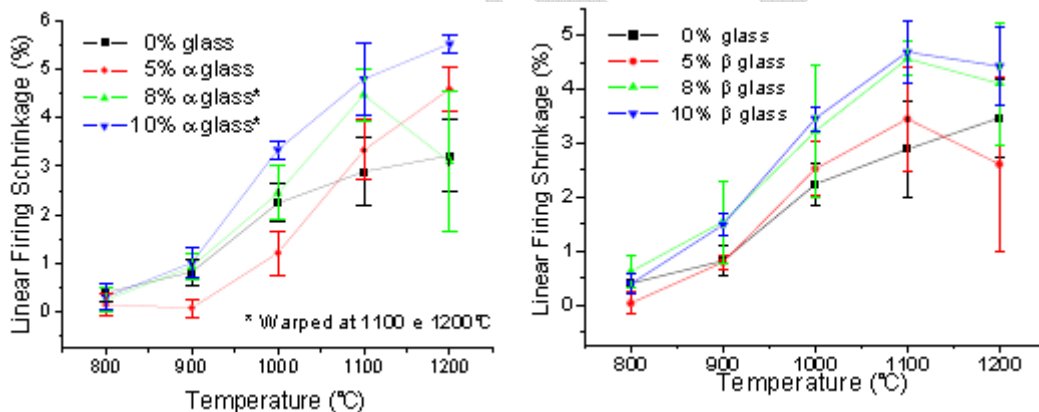 Linear Firing Shrinkage (%)
6
5
4
3
2
1
0
0% glass
5% α glass
8% α glass*
10% α glass*
* Warped at 1100 e 1200°C
800 900 1000 1100 1200
Temperature (°C)
Linear Firing Shrinkage (%)
5
4
3
2
1
0
0% glass
5% β glass
8% β glass
10% β glass
800 900 1000 1100 1200
Temperature (°C)